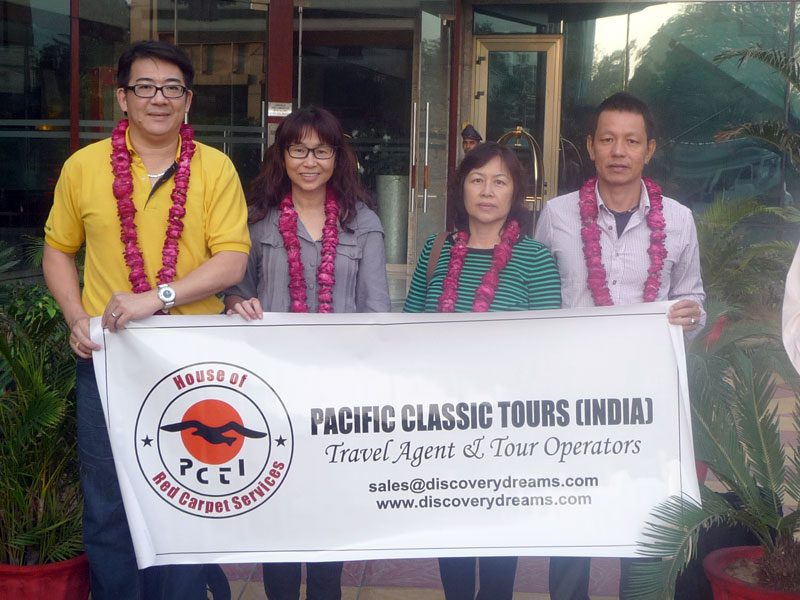 House of
PCTI
Red Carpet Services
PACIFIC CLASSIC TOURS (INDIA)
Travel Agent & Tour Operators
sales@discoverydreams.com
www.discoverydreams.com